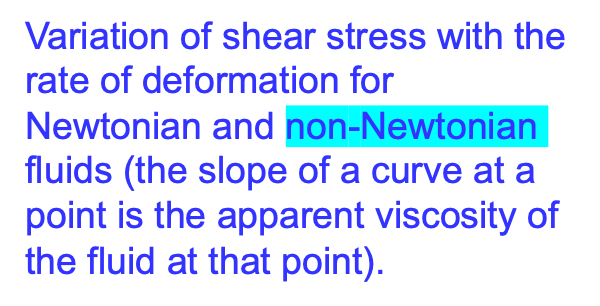 Variation of shear stress with the
rate of deformation for
Newtonian and non-Newtonian
fluids (the slope of a curve at a
point is the apparent viscosity of
the fluid at that point).